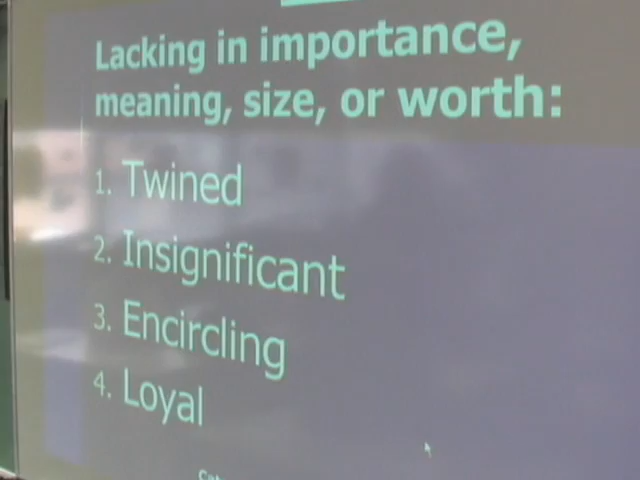 Lacking in importance,
meaning, size, or worth:
1. Twined
2. Insignificant
3. Encircling
4. Loyal